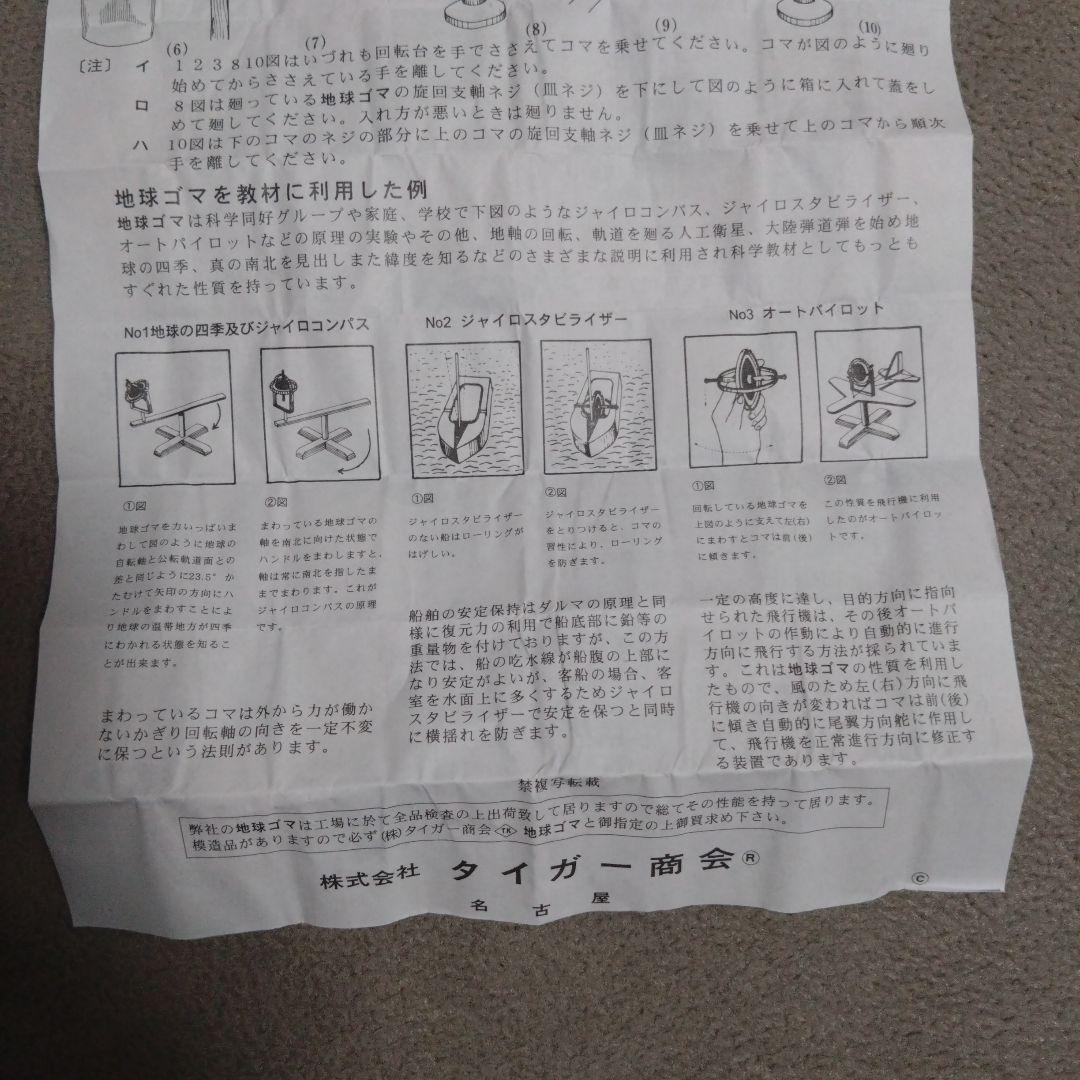 (6)
(7)
(8)
(9)
(10)
〔注〕 イ 1 2 3 8 10図はいづれも回転台を手でささえてコマを乗せてください。コマが図のように廻り
始めてからささえている手を離してください。
ロ 8図は廻っている地球ゴマの旋回支軸ネジ（皿ネジ）を下にして図のように箱に入れて蓋をし
めて廻してください。入れ方が悪いときは廻りません。
ハ 10図は下のコマのネジの部分に上のコマの旋回支軸ネジ（皿ネジ）を乗せて上のコマから順次
手を離してください。
地球ゴマを教材に利用した例
地球ゴマは科学同好グループや家庭、学校で下図のようなジャイロコンパス、ジャイロスタビライザー、
オートパイロットなどの原理の実験やその他、地軸の回転、軌道を廻る人工衛星、大陸弾道弾を始め地
球の四季、真の南北を見出しまた緯度を知るなどのさまざまな説明に利用され科学教材としてもっとも
すぐれた性質を持っています。
No1地球の四季及びジャイロコンパス
①図
地球ゴマを力いっぱいま
わして図のように地球の
自転軸と公転軌道面との
差と同じように23.5°か
たむけて矢印の方向にハ
ンドルをまわすことによ
り地球の温帯地方が四季
にわかれる状態を知るこ
とが出来ます。
②図
まわっている地球ゴマの
軸を南北に向けた状態で
ハンドルをまわしますと、
軸は常に南北を指したま
までまわります。これが
ジャイロコンパスの原理
です。
まわっているコマは外から力が働か
ないかぎり回転軸の向きを一定不変
に保つという法則があります。
No2 ジャイロスタビライザー
①図
ジャイロスタビライザー
のない船はローリングが
はげしい。
②図
ジャイロスタビライザー
をとりつけると、コマの
習性により、ローリング
を防ぎます。
船舶の安定保持はダルマの原理と同
様に復元力の利用で船底部に鉛等の
重量物を付けておりますが、この方
法では、船の吃水線が船腹の上部に
なり安定がよいが、客船の場合、客
室を水面上に多くするためジャイロ
スタビライザーで安定を保つと同時
に横揺れを防ぎます。
No3 オートパイロット
①図
回転している地球ゴマを
上図のように支えて左(右)
にまわすとコマは前(後)
に傾きます。
②図
この性質を飛行機に利用
したのがオートパイロッ
トです。
一定の高度に達し、目的方向に指向
せられた飛行機は、その後オートパ
イロットの作動により自動的に進行
方向に飛行する方法が採られていま
す。これは地球ゴマの性質を利用し
たもので、風のため左(右)方向に飛
行機の向きが変わればコマは前(後)
に傾き自動的に尾翼方向舵に作用し
て、飛行機を正常進行方向に修正す
る装置であります。
禁複写転載
弊社の地球ゴマは工場に於て全品検査の上出荷致して居りますので総てその性能を持って居ります。
模造品がありますので必ず(株)タイガー商会 TK 地球ゴマと御指定の上御買求め下さい。
株式会社 タイガー商会®
©
名古屋